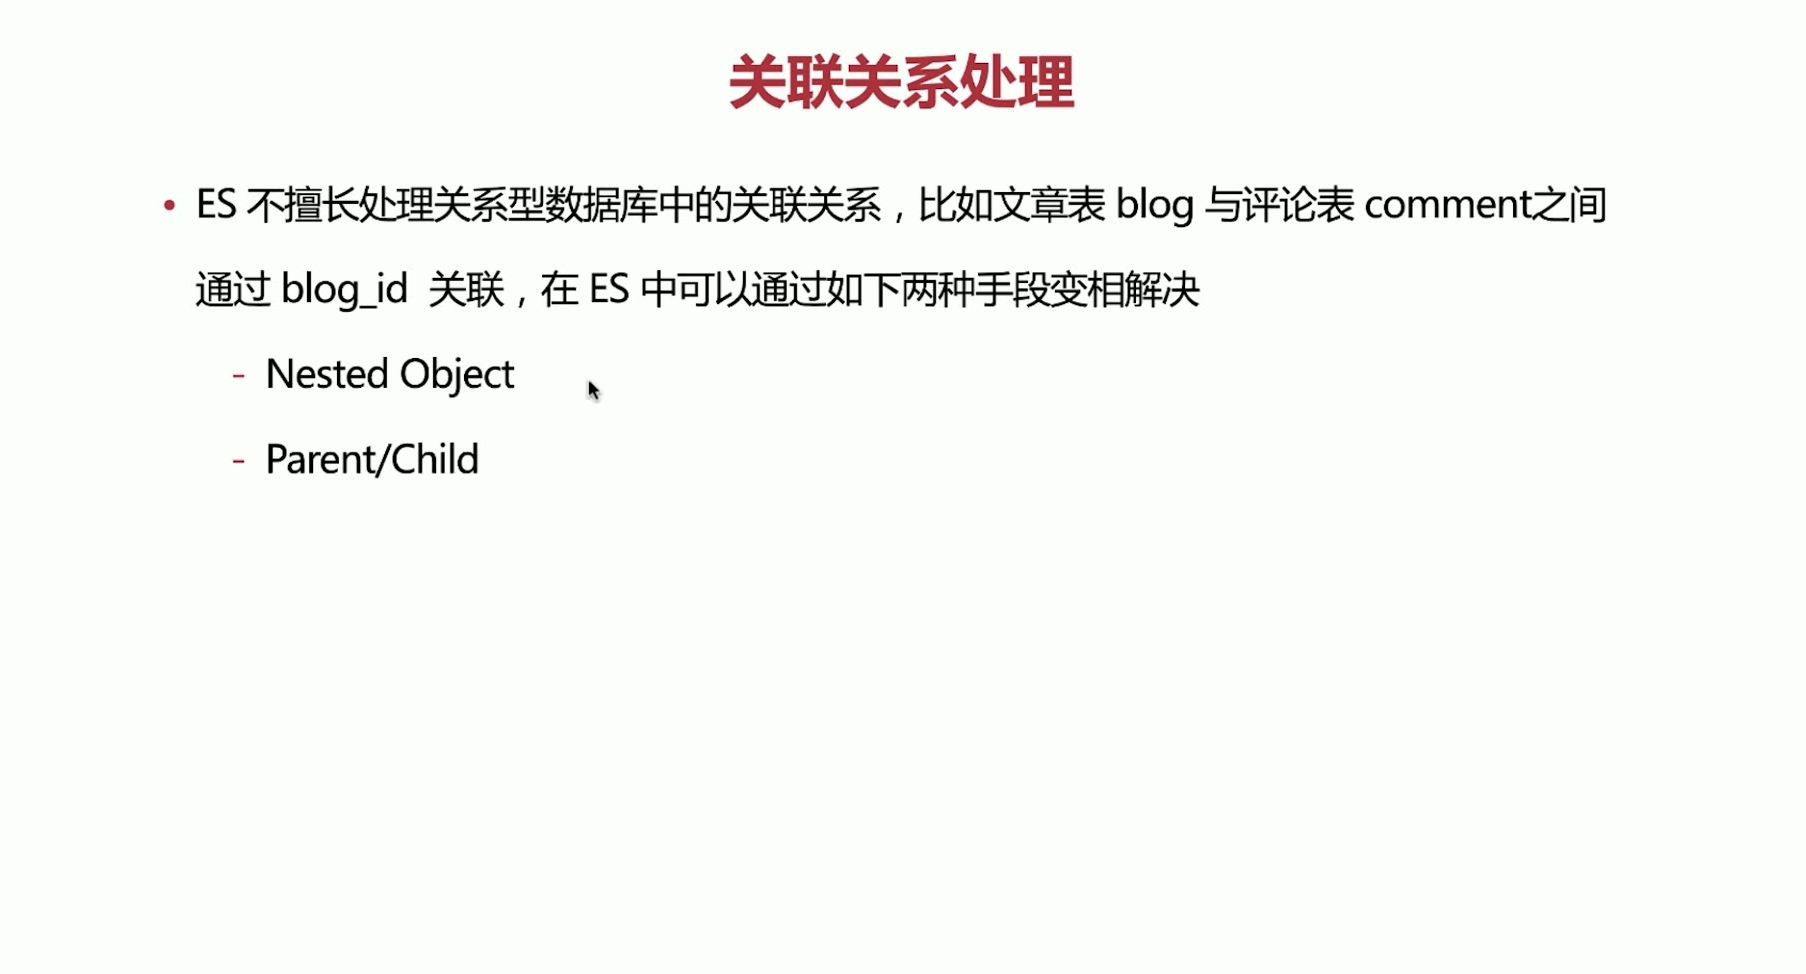 关联关系处理
• ES 不擅长处理关系型数据库中的关联关系，比如文章表 blog 与评论表 comment之间
通过 blog_id 关联，在 ES 中可以通过如下两种手段变相解决
- Nested Object
- Parent/Child